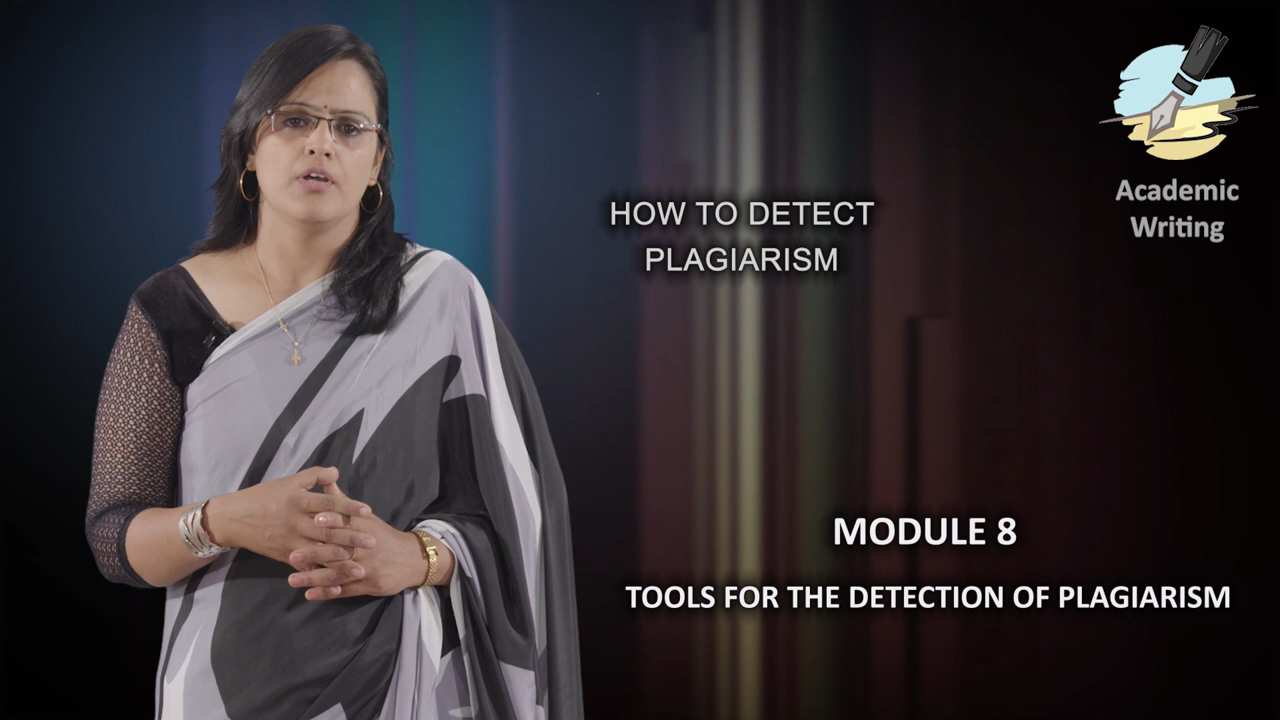 HOW TO DETECT
PLAGIARISM
Academic
Writing
MODULE 8
TOOLS FOR THE DETECTION OF PLAGIARISM